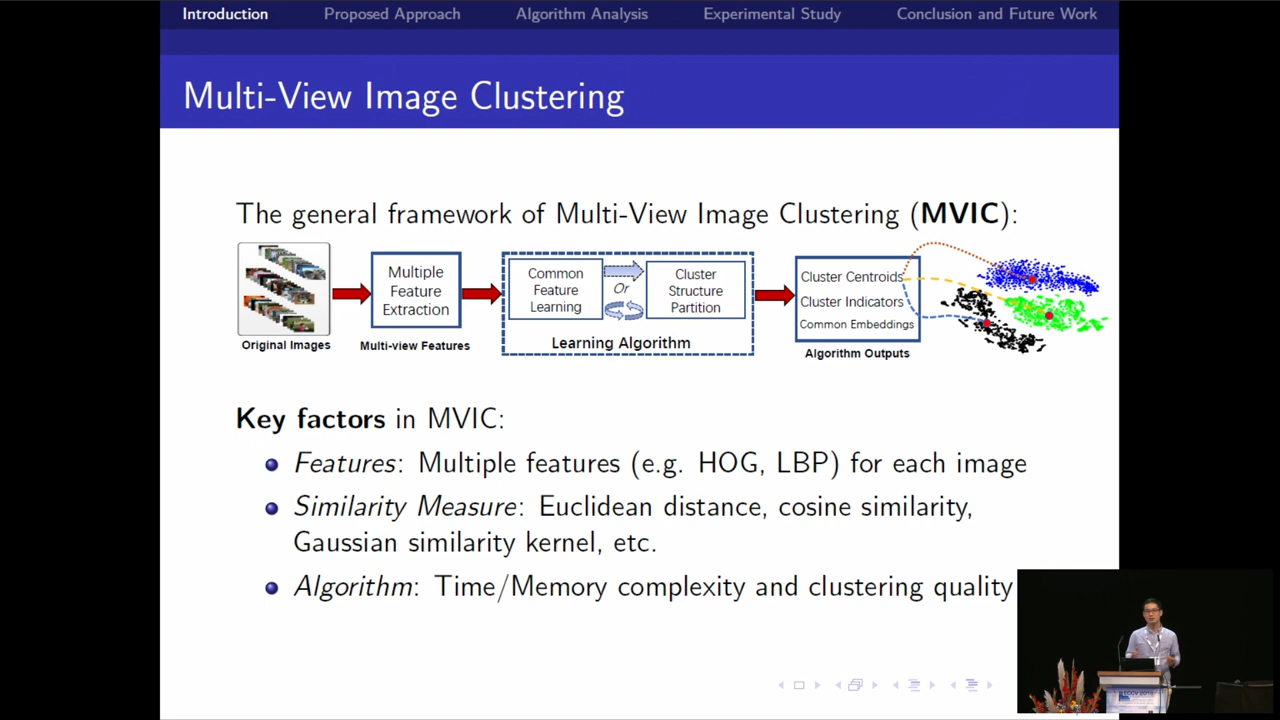 Introduction Proposed Approach Algorithm Analysis Experimental Study Conclusion and Future Work
Multi-View Image Clustering
The general framework of Multi-View Image Clustering (MVIC):
Original Images
Multiple
Feature
Extraction
Multi-view Features
Common
Feature
Learning
Or
Cluster
Structure
Partition
Learning Algorithm
Cluster Centroids
Cluster Indicators
Common Embeddings
Algorithm Outputs
Key factors in MVIC:
Features: Multiple features (e.g. HOG, LBP) for each image
Similarity Measure: Euclidean distance, cosine similarity,
Gaussian similarity kernel, etc.
Algorithm: Time/Memory complexity and clustering quality
ECCV 2018